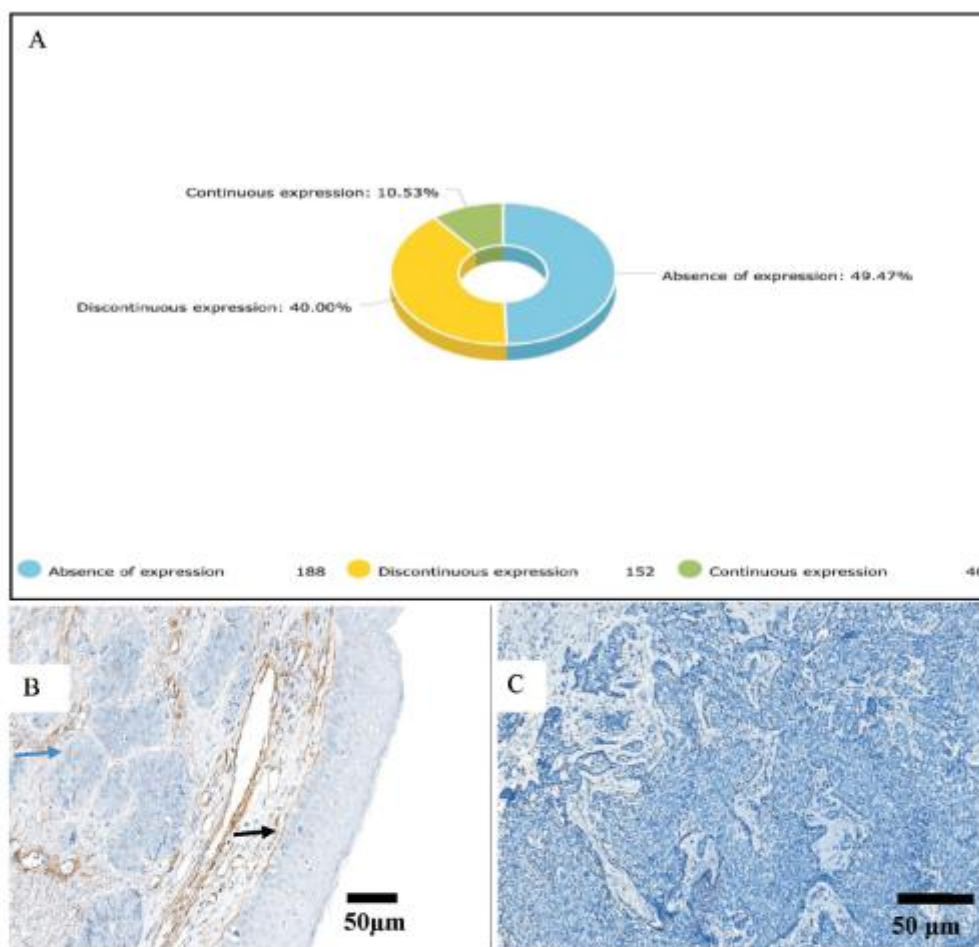 A
Continuous expression: 10.53%
Absence of expression: 49.47%
Discontinuous expression: 40.00%
Absence of expression 188 Discontinuous expression 152 Continuous expression 40
B
C
50μm
50 μm